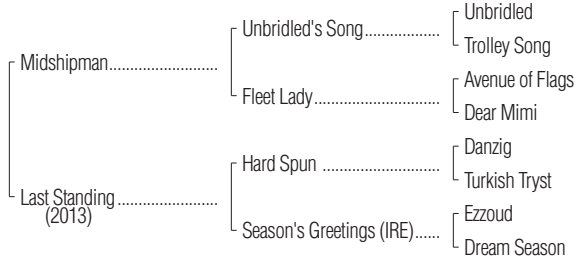 Unbridled
Unbridled's Song..................
Trolley Song
Midshipman..........................
Avenue of Flags
Fleet Lady..............................
Dear Mimi
Danzig
Hard Spun ............................
Turkish Tryst
Last Standing ........................
(2013)
Ezzoud
Season's Greetings (IRE)......
Dream Season